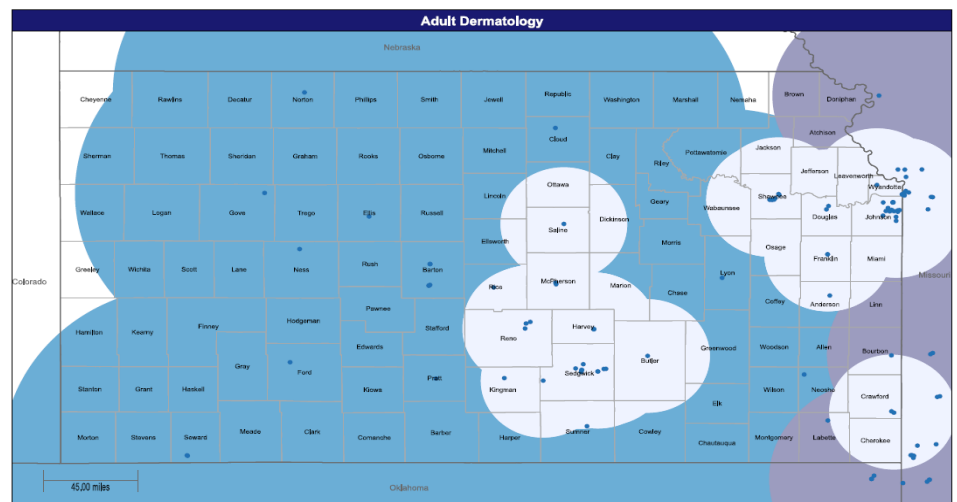 Adult Dermatology
Nebraska
Cheyenne Rawlins Decatur Norton Phillips Smith Jewell Republic Washington Marshall Nemaha Brown Doniphan
Atchison
Cloud
Sherman Thomas Sheridan Graham Rooks Osborne Mitchell Clay Riley Pottawatomie Jackson
Jefferson Leavenworth
Wyandotte
Ottawa
Lincoln Geary Wabaunsee Shawnee
Wallace Logan Gove Trego Ellis Russell Dickinson Douglas Johnson
Saline
Ellsworth Morris Osage
Greeley Wichita Scott Lane Ness Rush Barton Lyon Franklin Miami
Colorado Missouri
Rice McPherson Marion Chase
Pawnee Coffey Anderson Linn
Hamilton Kearny Finney Hodgeman Stafford Reno Harvey
Edwards Greenwood Woodson Allen Bourbon
Gray Ford Butler
Sedgwick
Stanton Grant Haskell Kiowa Pratt Kingman Wilson Neosho Crawford
Elk
Morton Stevens Seward Meade Clark Comanche Barber Harper Sumner Cowley Chautauqua Montgomery Labette Cherokee
45.00 miles
Oklahoma